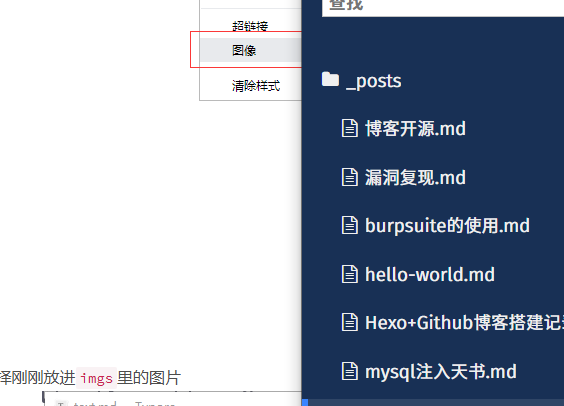 超链接
图像
清除样式
择刚刚放进 imgs 里的图片
查找
_posts
博客开源.md
漏洞复现.md
burpsuite的使用.md
hello-world.md
Hexo+Github博客搭建记
mysql注入天书.md